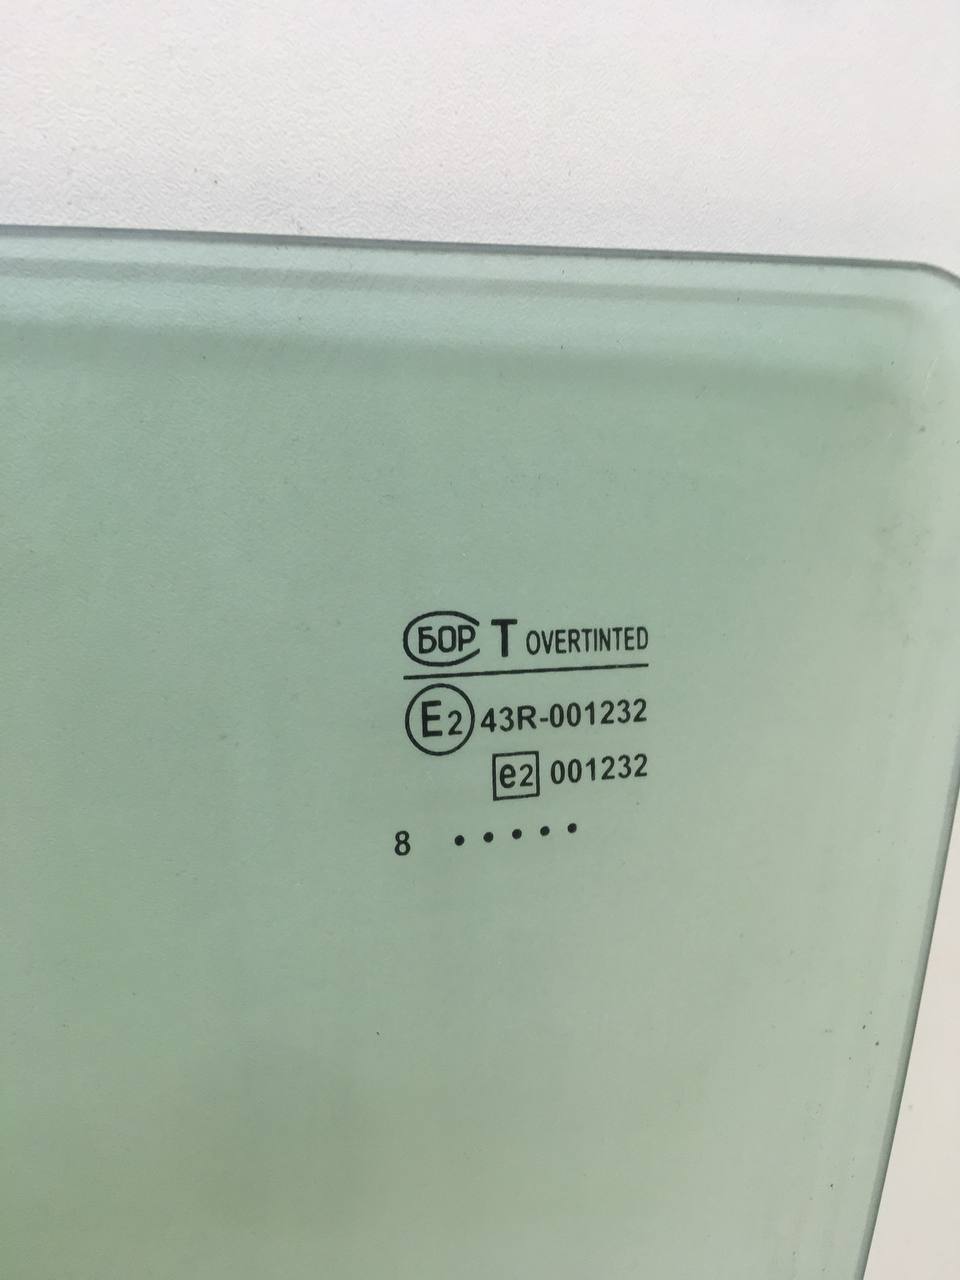 БОР T OVERTINTED
E2 43R-001232
e2 001232
8 • • • • •